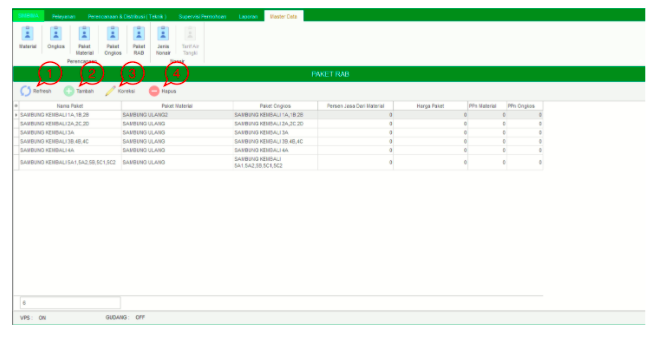 Pelayanan Perencanaan & Distribusi (Teknik) Supervisi Pemeriksaan Laporan Master Data
Material Ongkos Paket Material Paket Ongkos Paket RAB Jenis Nonair Tarif Air Tangki
Perencanaan
PAKET RAB
1 2 3 4
Refresh Tambah Koreksi Hapus
Nama Paket Paket Material Paket Ongkos Persen Jasa Dari Material Harga Paket PPn Material PPn Ongkos
SAMBUNG KEMBALI 1A,1B,2B SAMBUNG ULANG2 SAMBUNG KEMBALI 1A,1B,2B 0 0 0 0
SAMBUNG KEMBALI 2A,2C,2D SAMBUNG ULANG SAMBUNG KEMBALI 2A,2C,2D 0 0 0 0
SAMBUNG KEMBALI 3A SAMBUNG ULANG SAMBUNG KEMBALI 3A 0 0 0 0
SAMBUNG KEMBALI 3B,4B,4C SAMBUNG ULANG SAMBUNG KEMBALI 3B,4B,4C 0 0 0 0
SAMBUNG KEMBALI 4A SAMBUNG ULANG SAMBUNG KEMBALI 4A 0 0 0 0
SAMBUNG KEMBALI 5A1,5A2,5B,5C1,5C2 SAMBUNG ULANG SAMBUNG KEMBALI 5A1,5A2,5B,5C1,5C2 0 0 0 0
6
VPS : ON GUDANG : OFF